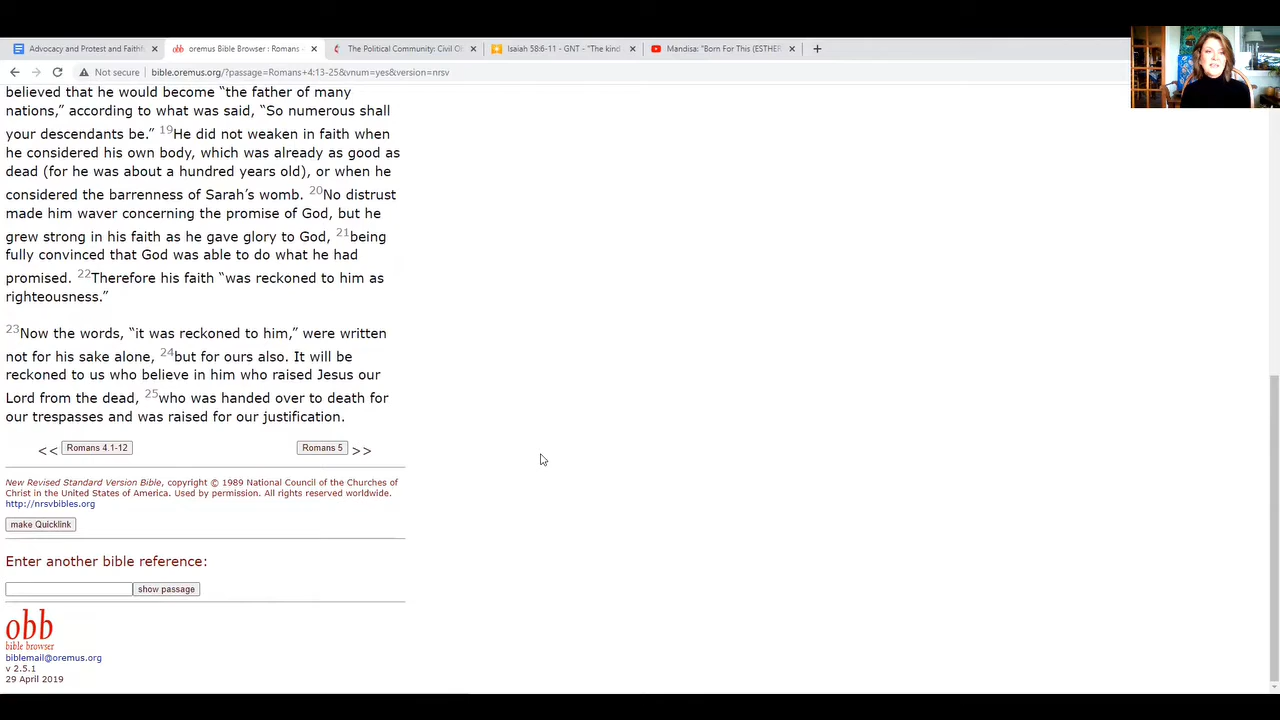 Advocacy and Protest and Faithf
oremus Bible Browser : Romans
The Political Community: Civil O
Isaiah 58:6-11 - GNT - "The kind
Mandisa: "Born For This (ESTHER
Not secure | bible.oremus.org/?passage=Romans+4:13-25&vnum=yes&version=nrsv
believed that he would become “the father of many
nations,” according to what was said, “So numerous shall
your descendants be.” 19He did not weaken in faith when
he considered his own body, which was already as good as
dead (for he was about a hundred years old), or when he
considered the barrenness of Sarah’s womb. 20No distrust
made him waver concerning the promise of God, but he
grew strong in his faith as he gave glory to God, 21being
fully convinced that God was able to do what he had
promised. 22Therefore his faith “was reckoned to him as
righteousness.”
23Now the words, “it was reckoned to him,” were written
not for his sake alone, 24but for ours also. It will be
reckoned to us who believe in him who raised Jesus our
Lord from the dead, 25who was handed over to death for
our trespasses and was raised for our justification.
<< Romans 4.1-12 Romans 5 >>
New Revised Standard Version Bible, copyright © 1989 National Council of the Churches of
Christ in the United States of America. Used by permission. All rights reserved worldwide.
http://nrsvbibles.org
make Quicklink
Enter another bible reference:
show passage
obb
bible browser
biblemail@oremus.org
v 2.5.1
29 April 2019